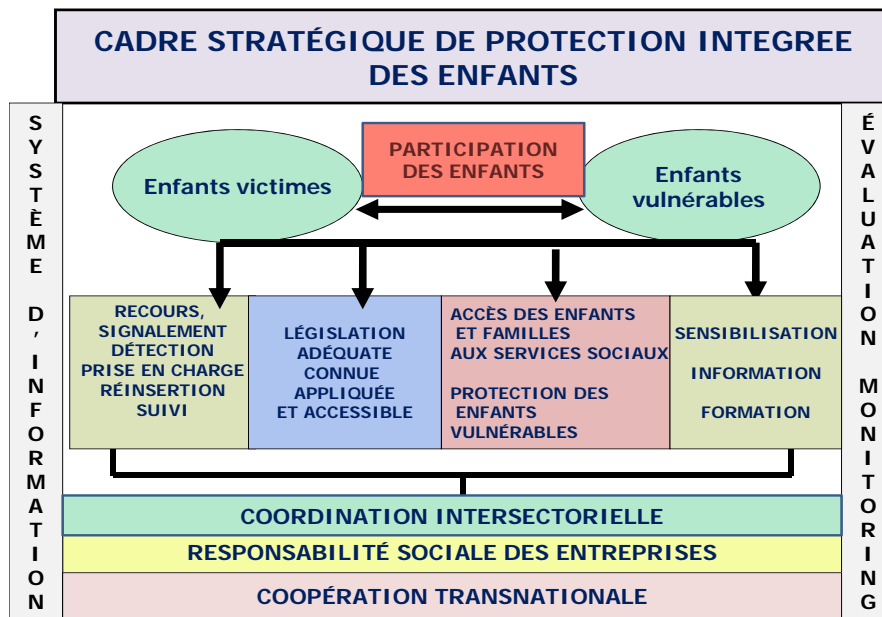 CADRE STRATÉGIQUE DE PROTECTION INTEGREE
DES ENFANTS
SYSTÈME D'INFORMATION
Enfants victimes
PARTICIPATION
DES ENFANTS
Enfants
vulnérables
RECOURS,
SIGNALEMENT
DÉTECTION
PRISE EN CHARGE
RÉINSERTION
SUIVI
LÉGISLATION
ADÉQUATE
CONNUE
APPLIQUÉE
ET ACCESSIBLE
ACCÈS DES ENFANTS
ET FAMILLES
AUX SERVICES SOCIAUX
PROTECTION DES
ENFANTS
VULNÉRABLES
SENSIBILISATION
INFORMATION
FORMATION
COORDINATION INTERSECTORIELLE
RESPONSABILITÉ SOCIALE DES ENTREPRISES
COOPÉRATION TRANSNATIONALE
ÉVALUATION MONITORING